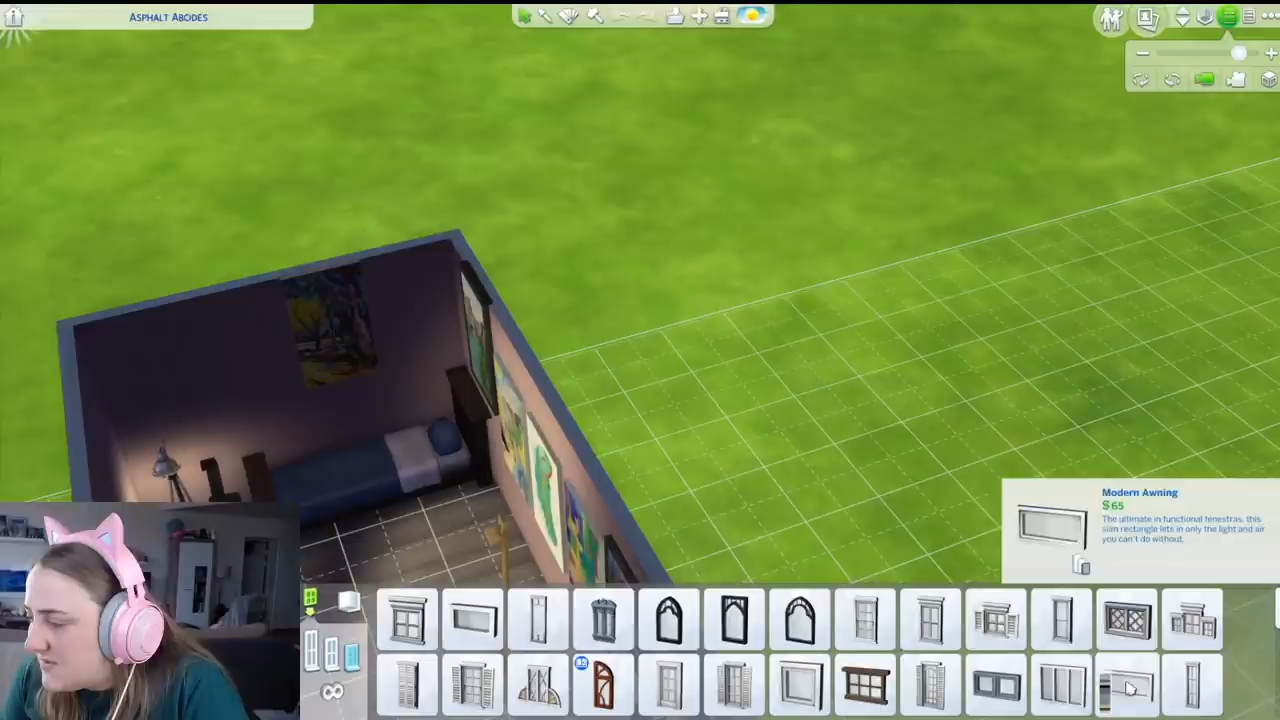 ASPHALT ABODES
Modern Awning
§65
The ultimate in functional fenestras, this
slim rectangle lets in only the light and air
you can't do without.